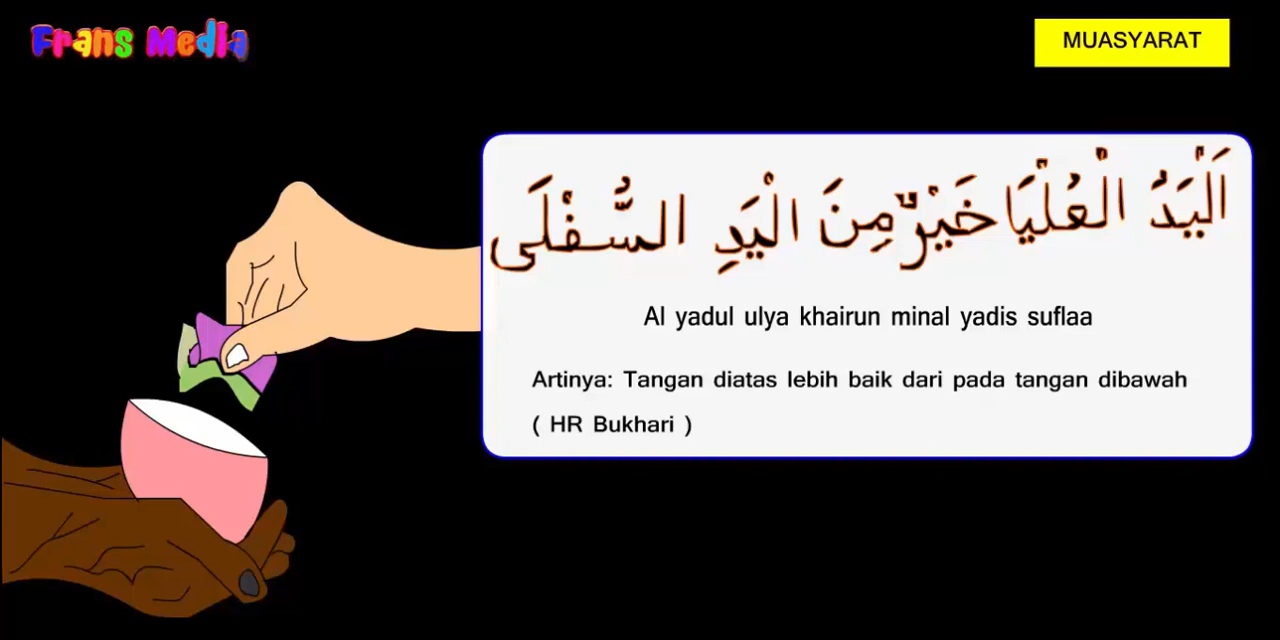 Frans Media
MUASYARAT
اَلْيَدُ الْعُلْيَا خَيْرٌ مِنَ الْيَدِ السُّفْلَى
Al yadul ulya khairun minal yadis suflaa
Artinya: Tangan diatas lebih baik dari pada tangan dibawah
( HR Bukhari )